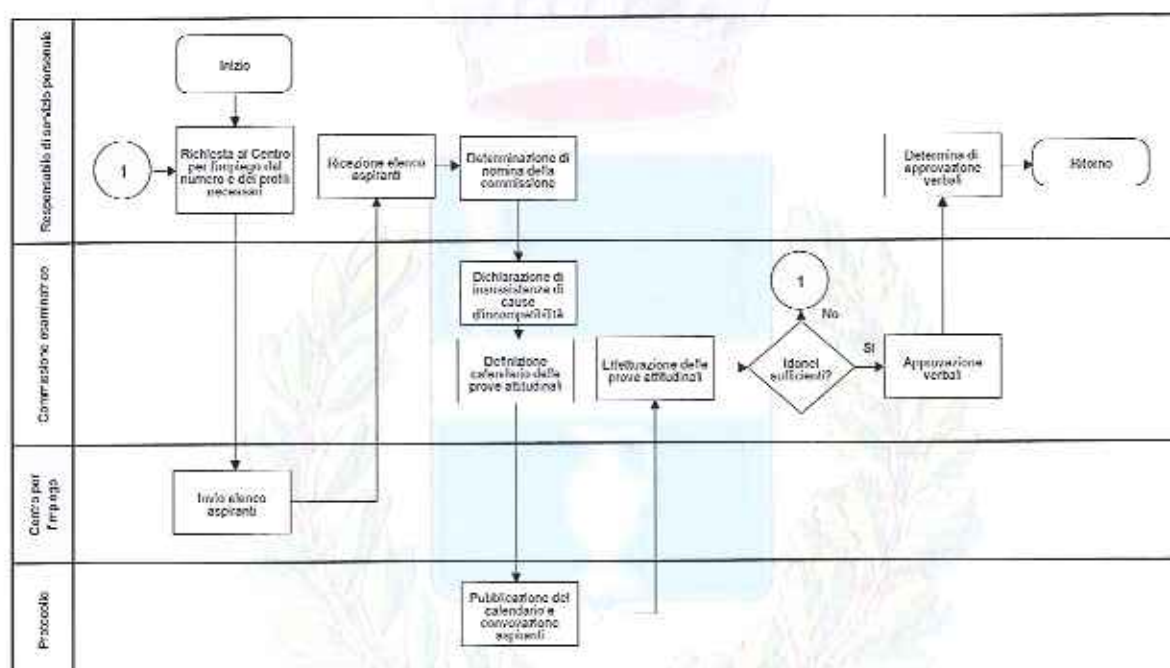 Responsabile di servizio personale
Inizio
1
Richiesta al Centro
per l'impiego del
numero e dei profili
necessari
Ricezione elenco
aspiranti
Determinazione di
nomina della
commissione
Determina di
approvazione
verbali
Ritorno
Commissione esaminatrice
Dichiarazione di
insussistenza di
cause
d'incompatibilità
Definizione
calendario delle
prove attitudinali
Effettuazione delle
prove attitudinali
1
No
Idonei
sufficienti?
SI
Approvazione
verbali
Centro per
l'impiego
Invio elenco
aspiranti
Protocollo
Pubblicazione del
calendario e
convocazione
aspiranti